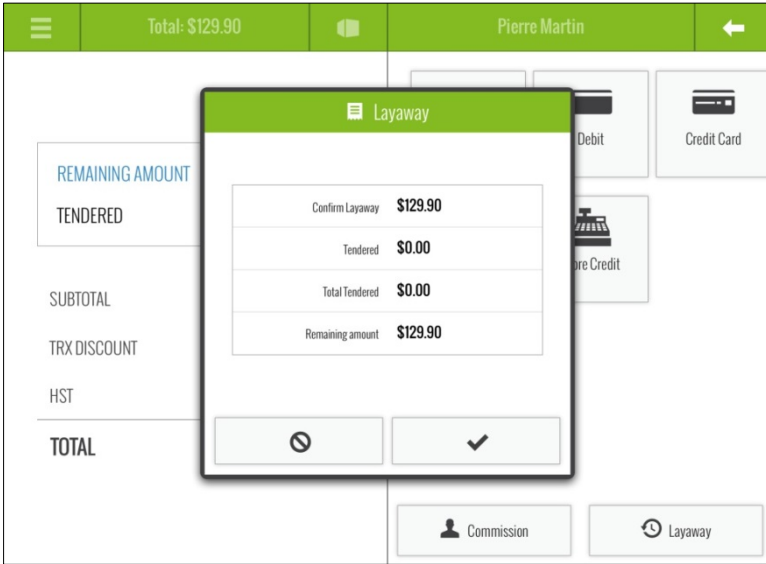 Total: $129.90
Pierre Martin
Layaway
Debit
Credit Card
REMAINING AMOUNT
TENDERED
Confirm Layaway $129.90
Tendered $0.00
Total Tendered $0.00
Remaining amount $129.90
Credit
SUBTOTAL
TRX DISCOUNT
HST
TOTAL
Commission
Layaway